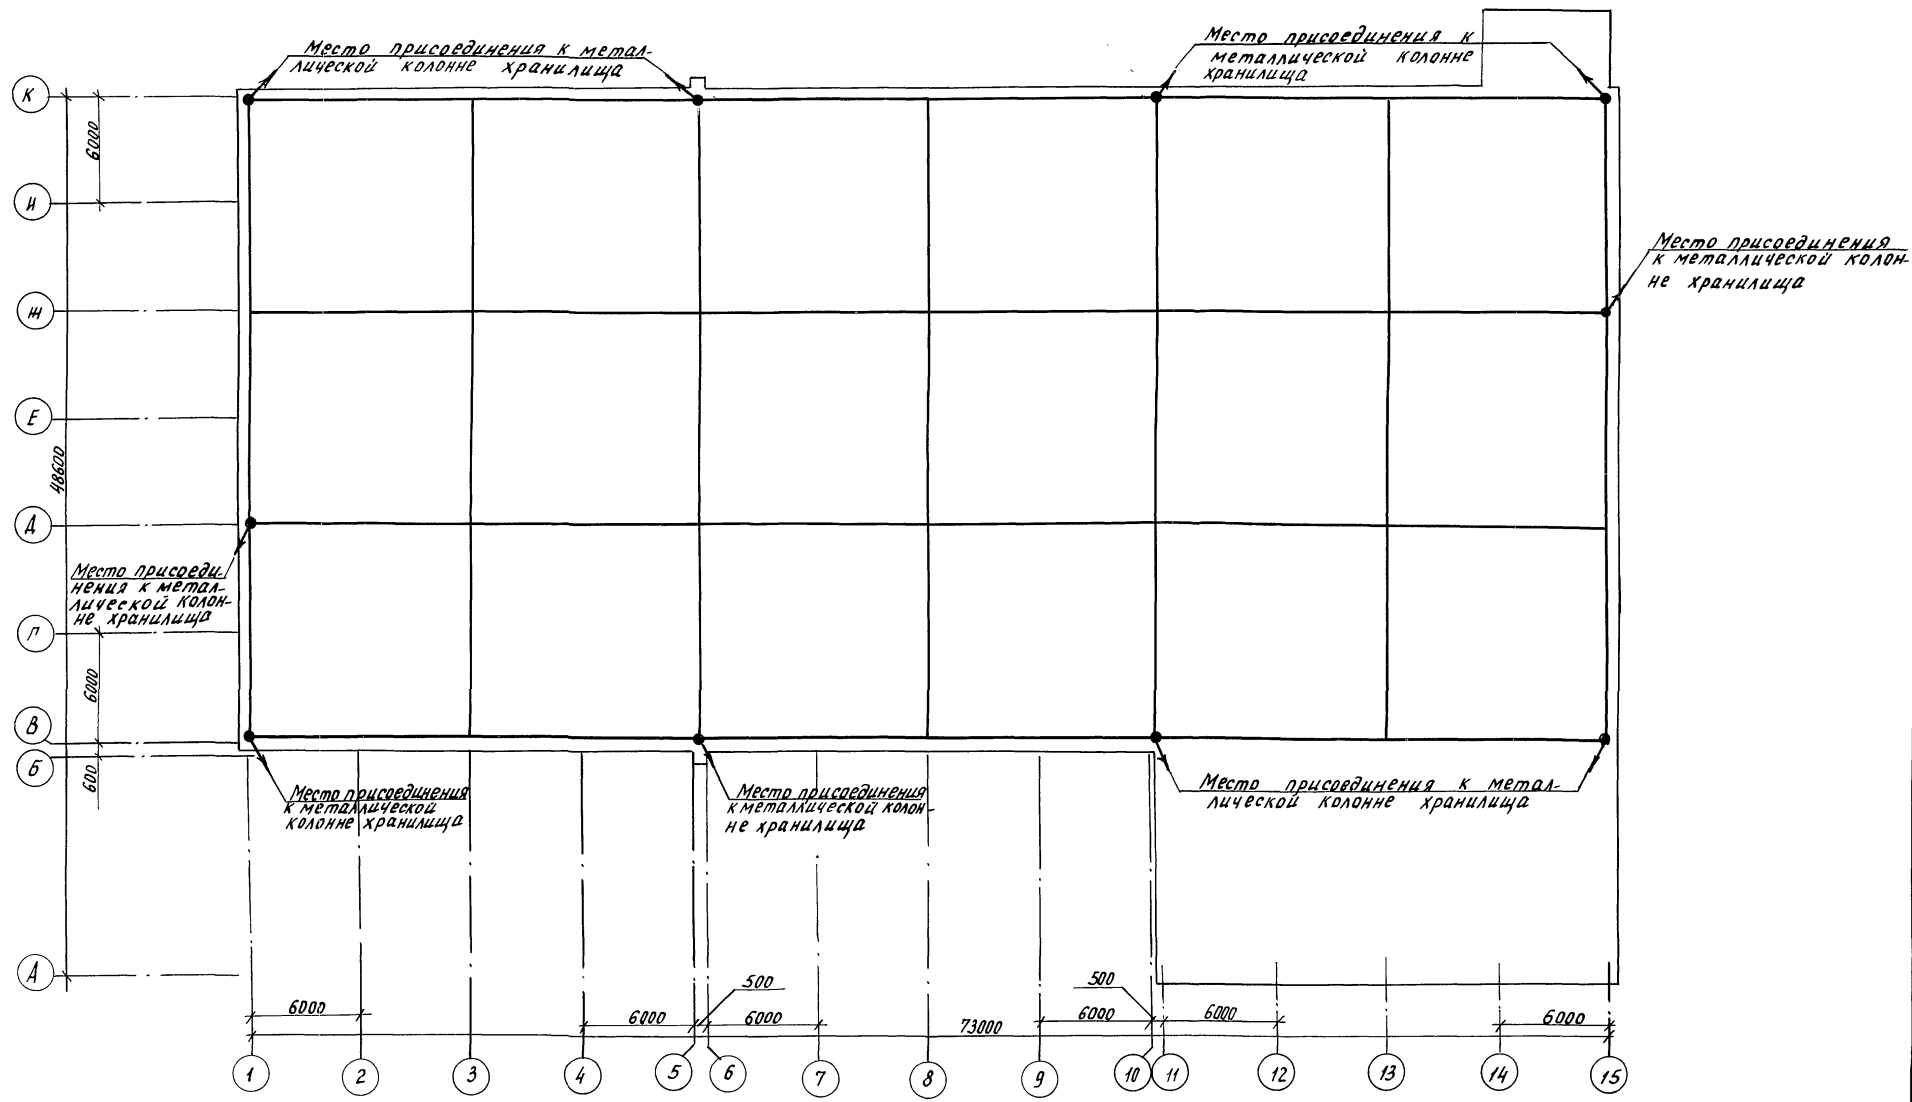 Место присоединения к метал-
лической колонне хранилища
Место присоединения к
металлической колонне
хранилища
К
6000
И
Место присоединения
к металлической колон-
не хранилища
Ж
Е
48600
Д
Место присоеди-
нения к метал-
лической колон-
не хранилища
Г
6000
В
Б
600
Место присоединения
к металлической
колонне хранилища
Место присоединения
к металлической колон-
не хранилища
Место присоединения к метал-
лической колонне хранилища
А
500
500
6000
6000
6000
73000
6000
6000
6000
1
2
3
4
5
6
7
8
9
10
11
12
13
14
15